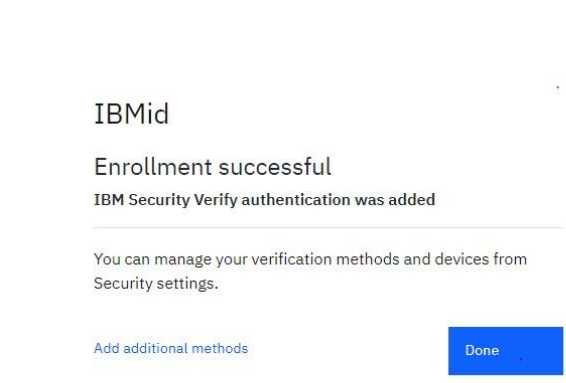 IBMid
Enrollment successful
IBM Security Verify authentication was added
You can manage your verification methods and devices from
Security settings.
Add additional methods
Done